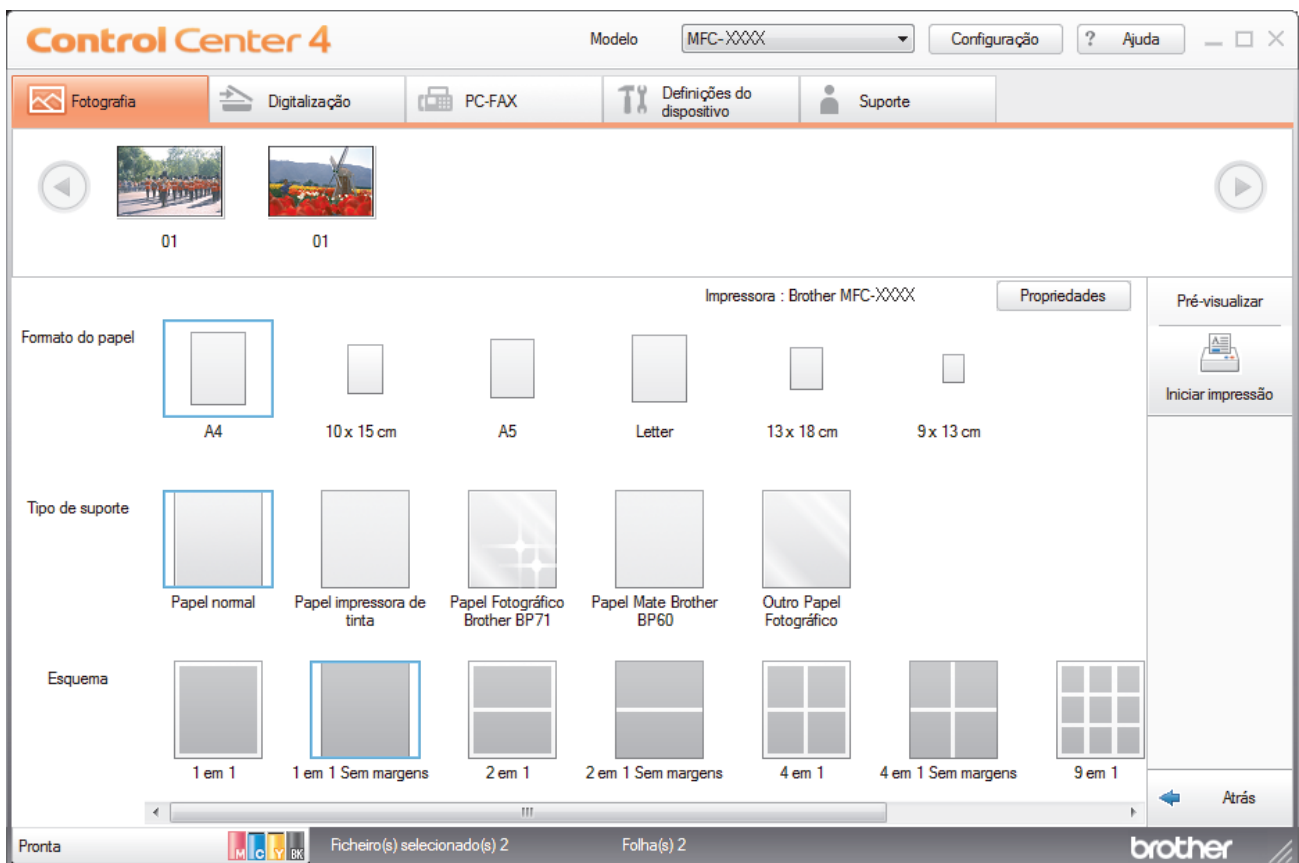 Control Center 4
Modelo
MFC-XXXX
Configuração
? Ajuda
Fotografia
Digitalização
PC-FAX
Definições do
dispositivo
Suporte
01
01
Impressora : Brother MFC-XXXX
Propriedades
Pré-visualizar
Iniciar impressão
Formato do papel
A4
10 x 15 cm
A5
Letter
13 x 18 cm
9 x 13 cm
Tipo de suporte
Papel normal
Papel impressora de
tinta
Papel Fotográfico
Brother BP71
Papel Mate Brother
BP60
Outro Papel
Fotográfico
Esquema
1 em 1
1 em 1 Sem margens
2 em 1
2 em 1 Sem margens
4 em 1
4 em 1 Sem margens
9 em 1
Atrás
Pronta
M C Y BK
Ficheiro(s) selecionado(s) 2
Folha(s) 2
brother